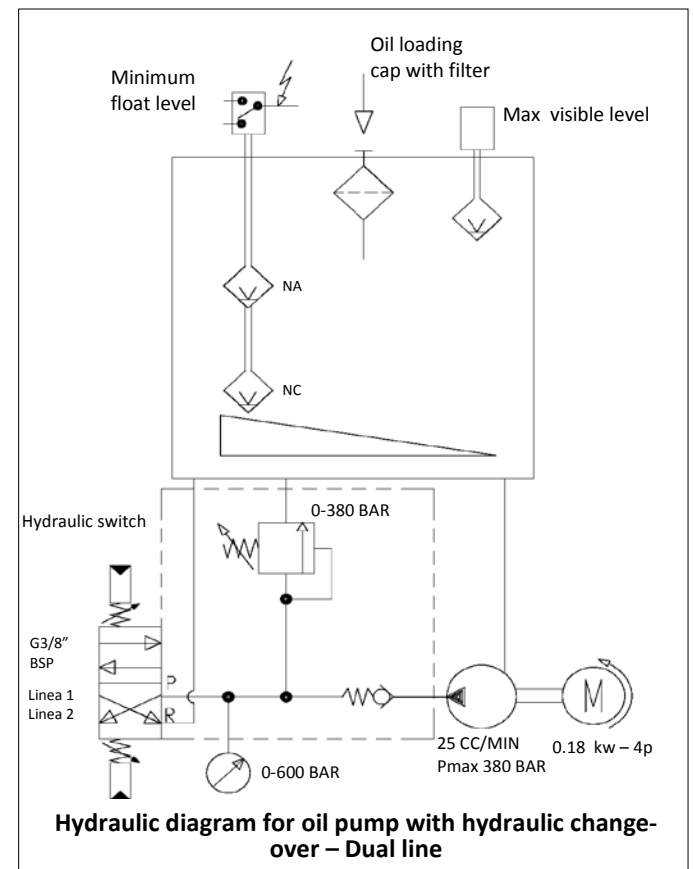 Oil loading
cap with filter
Minimum
float level
Max visible level
NA
NC
0-380 BAR
Hydraulic switch
G3/8"
BSP
P
Linea 1
Linea 2
R
M
25 CC/MIN
Pmax 380 BAR
0.18 kw – 4p
0-600 BAR
Hydraulic diagram for oil pump with hydraulic change-
over – Dual line